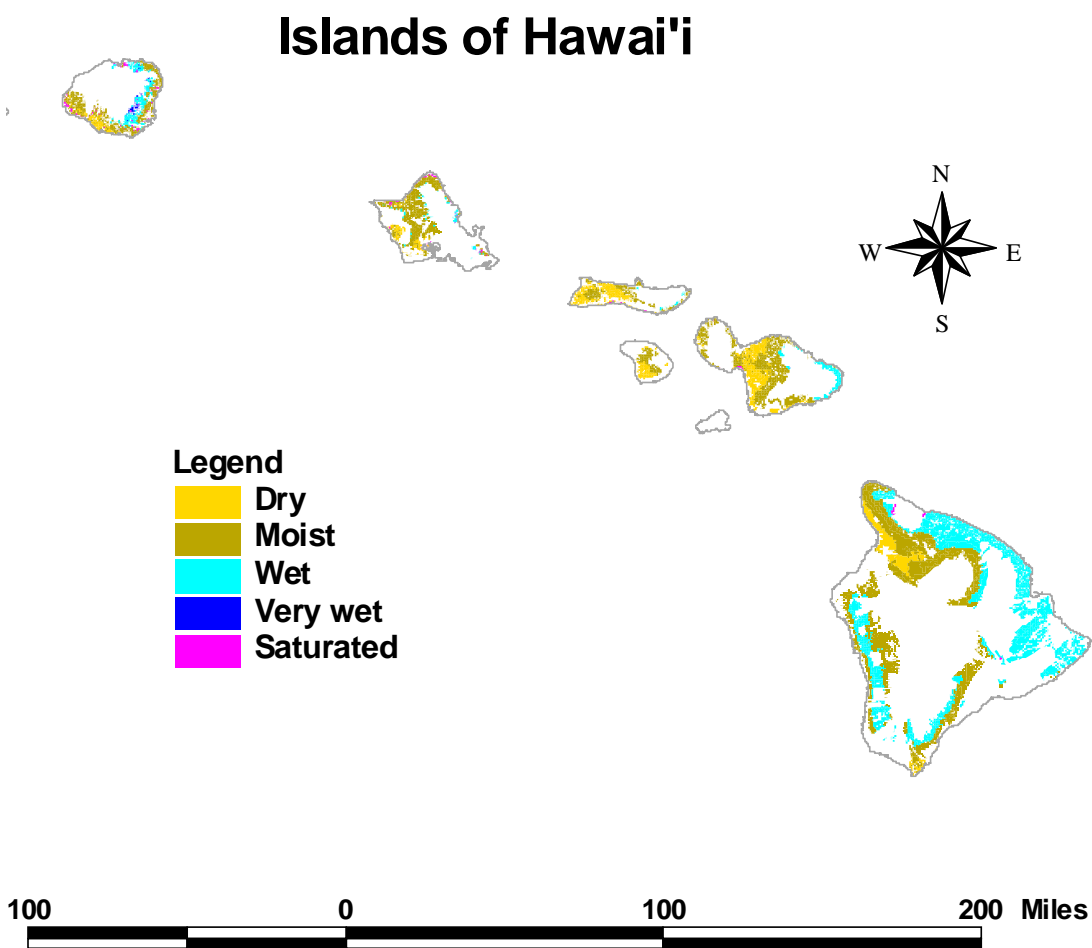 Islands of Hawai'i
N
W E
S
Legend
Dry
Moist
Wet
Very wet
Saturated
100 0 100 200 Miles